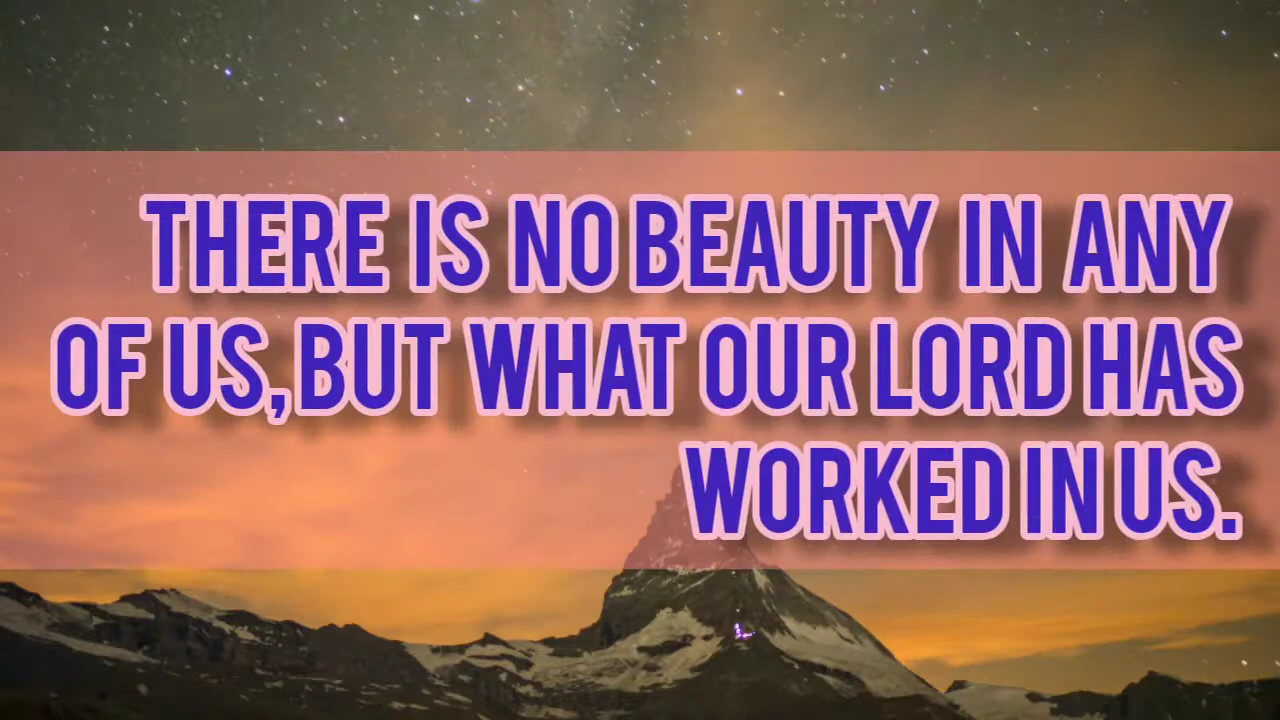 THERE IS NO BEAUTY IN ANY
OF US, BUT WHAT OUR LORD HAS
WORKED IN US.